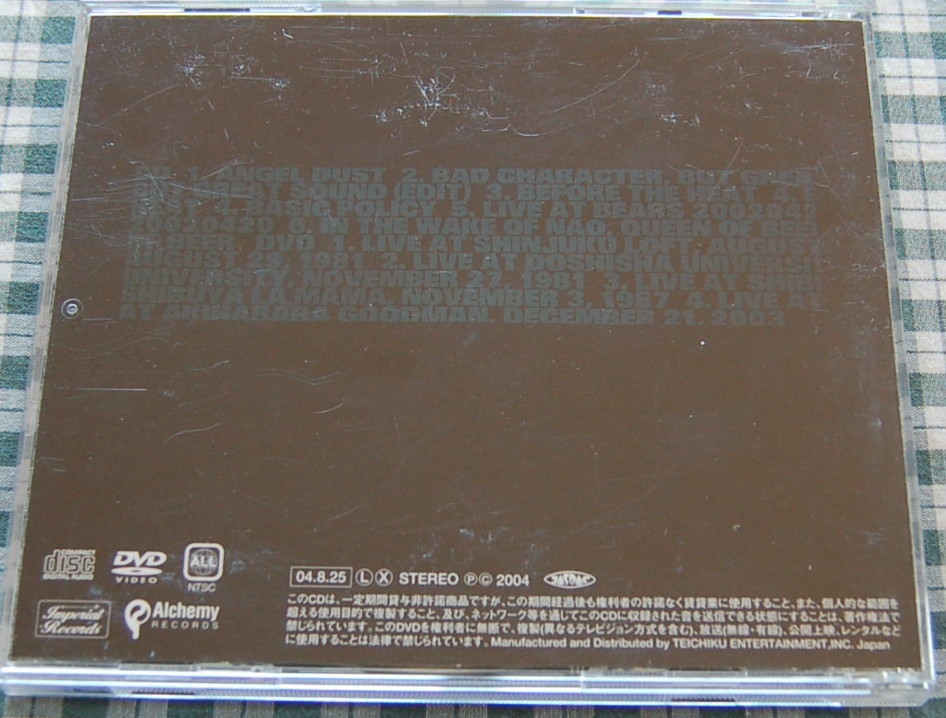 CD 1. ANGEL DUST 2. BAD CHARACTER, BUT GREA
BUT GREAT SOUND (EDIT) 3. BEFORE THE HEAT 4.
BASIC POLICY 5. LIVE AT BEARS 2002042
20020420 6. IN THE WAKE OF NAO, QUEEN OF BEE
OF BEER, DVD 1. LIVE AT SHINJUKU LOFT, AUGUST
AUGUST 29, 1981 2. LIVE AT DOSHISHA UNIVERSI
UNIVERSITY, NOVEMBER 27, 1981 3. LIVE AT SHIB
SHIBUYA LA MAMA, NOVEMBER 3, 1987 4. LIVE AT
AT AKIHABARA GOODMAN, DECEMBER 21, 2003
COMPACT
disc
DIGITAL AUDIO
DVD
VIDEO
ALL
NTSC
04.8.25 L X STEREO Ⓟ© 2004
Imperial
Records
Alchemy
RECORDS
このCDは、一定期間貸与非許諾商品ですが、この期間経過後も権利者の許諾なく賃貸業に使用すること、また、個人的な範囲を
超える使用目的で複製すること、及び、ネットワーク等を通じてこのCDに収録された音を送信できる状態にすることは、著作権法で
禁じられています。このDVDを権利者に無断で、複製(異なるテレビジョン方式を含む)、放送(無線・有線)、公開上映、レンタルなど
に使用することは法律で禁じられています。Manufactured and Distributed by TEICHIKU ENTERTAINMENT, INC. Japan